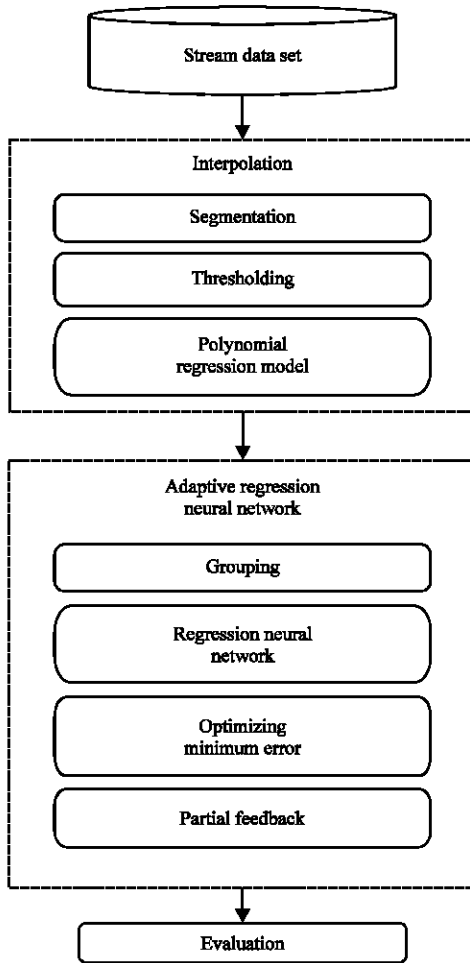 Stream data set
Interpolation
Segmentation
Thresholding
Polynomial
regression model
Adaptive regression
neural network
Grouping
Regression neural
network
Optimizing
minimum error
Partial feedback
Evaluation